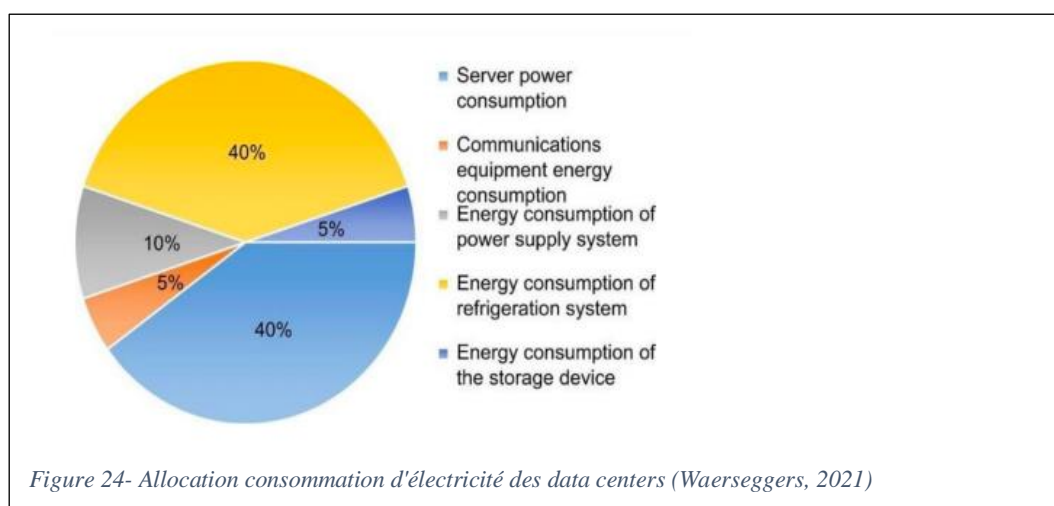 40%
10%
5%
5%
40%
Server power
consumption
Communications
equipment energy
consumption
Energy consumption of
power supply system
Energy consumption of
refrigeration system
Energy consumption of
the storage device
Figure 24- Allocation consommation d'électricité des data centers (Waerseggers, 2021)